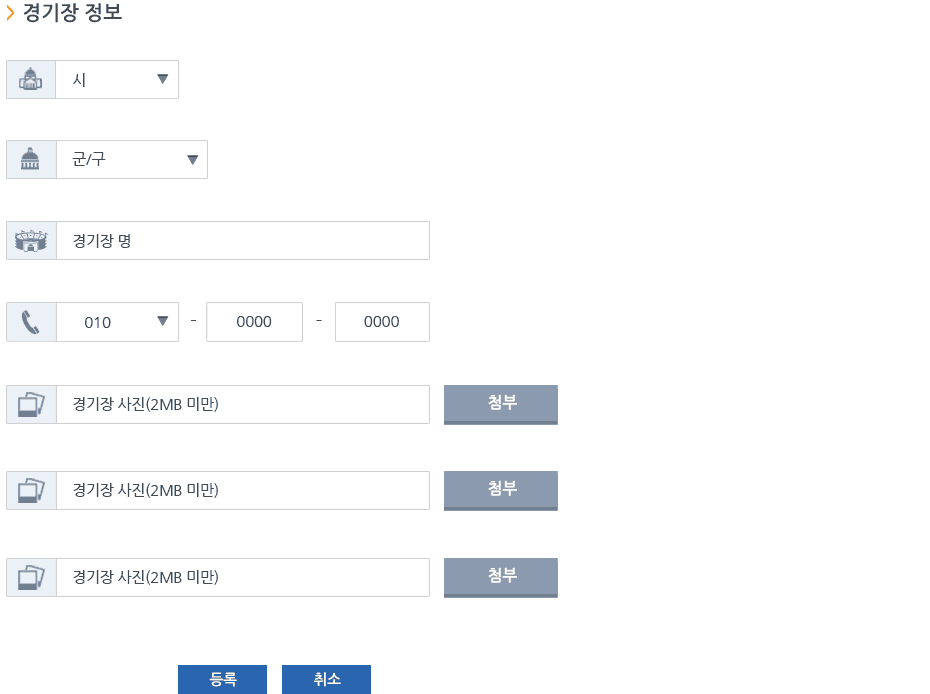 경기장 정보
시
군/구
경기장 명
010 - 0000 - 0000
경기장 사진(2MB 미만) 첨부
경기장 사진(2MB 미만) 첨부
경기장 사진(2MB 미만) 첨부
등록 취소